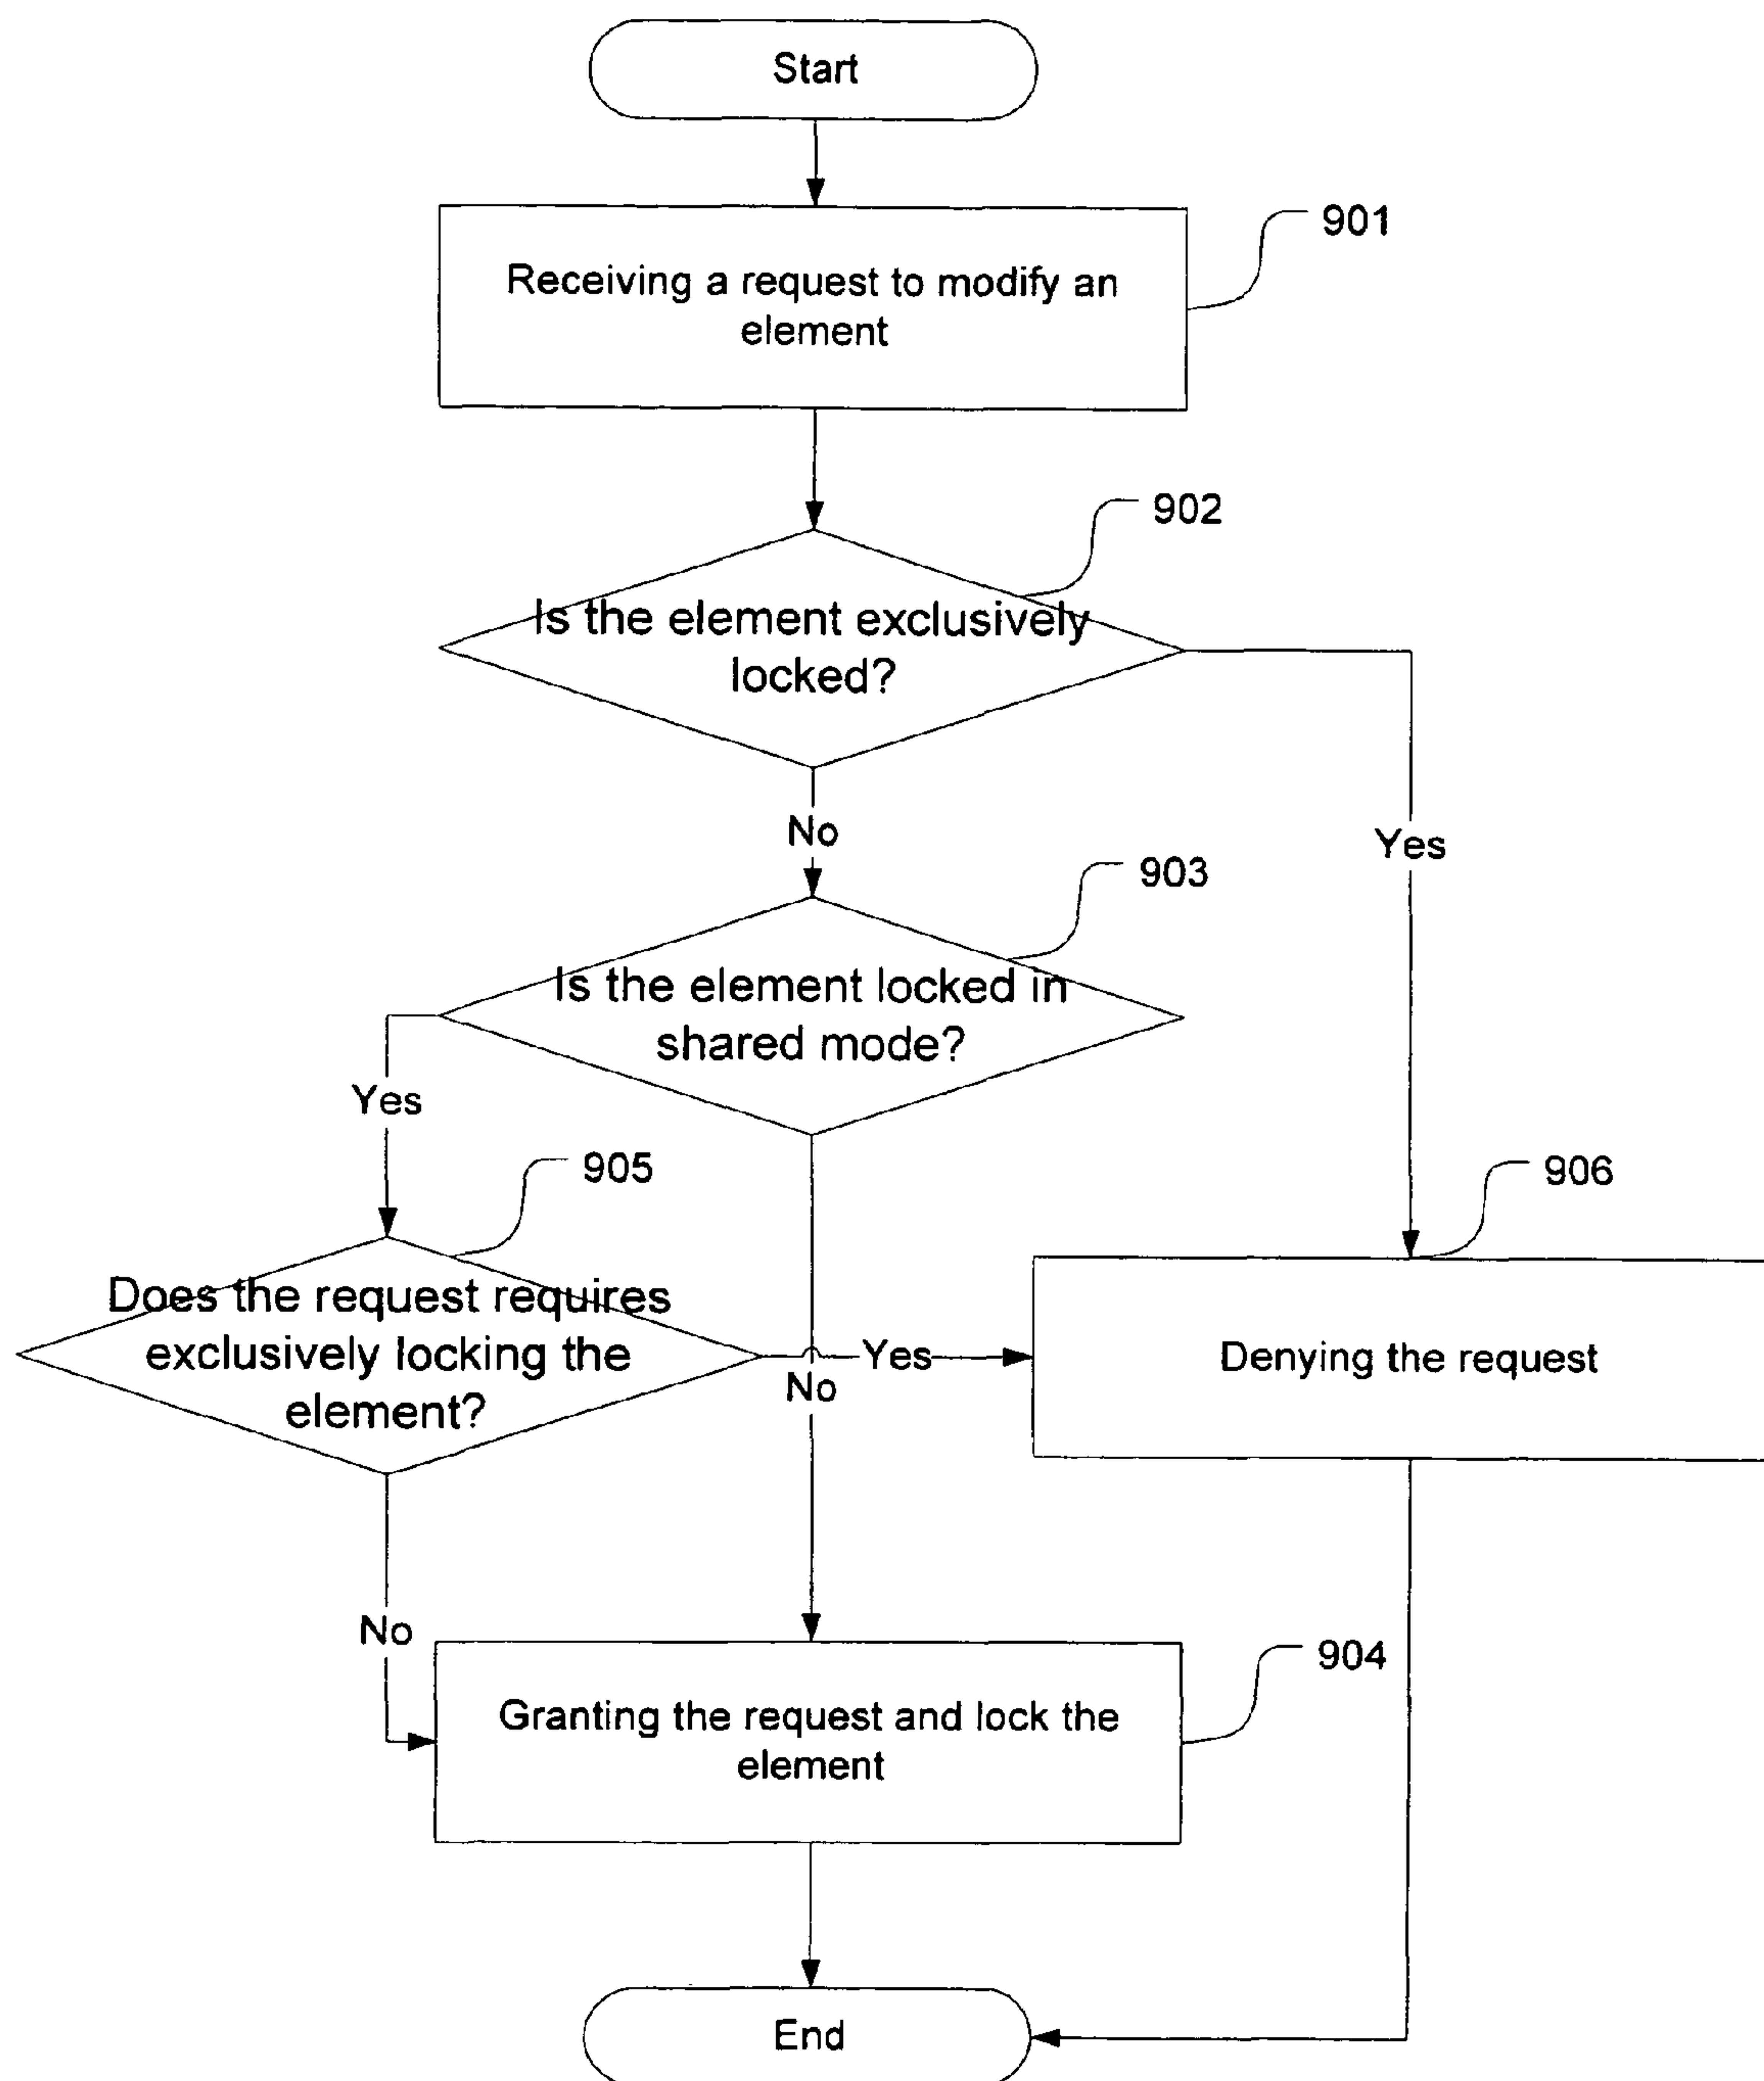 Start
901
Receiving a request to modify an
element
902
Is the element exclusively
locked?
No
Yes
903
Is the element locked in
shared mode?
Yes
905
906
Does the request requires
exclusively locking the
element?
Yes
No
Denying the request
No
904
Granting the request and lock the
element
End